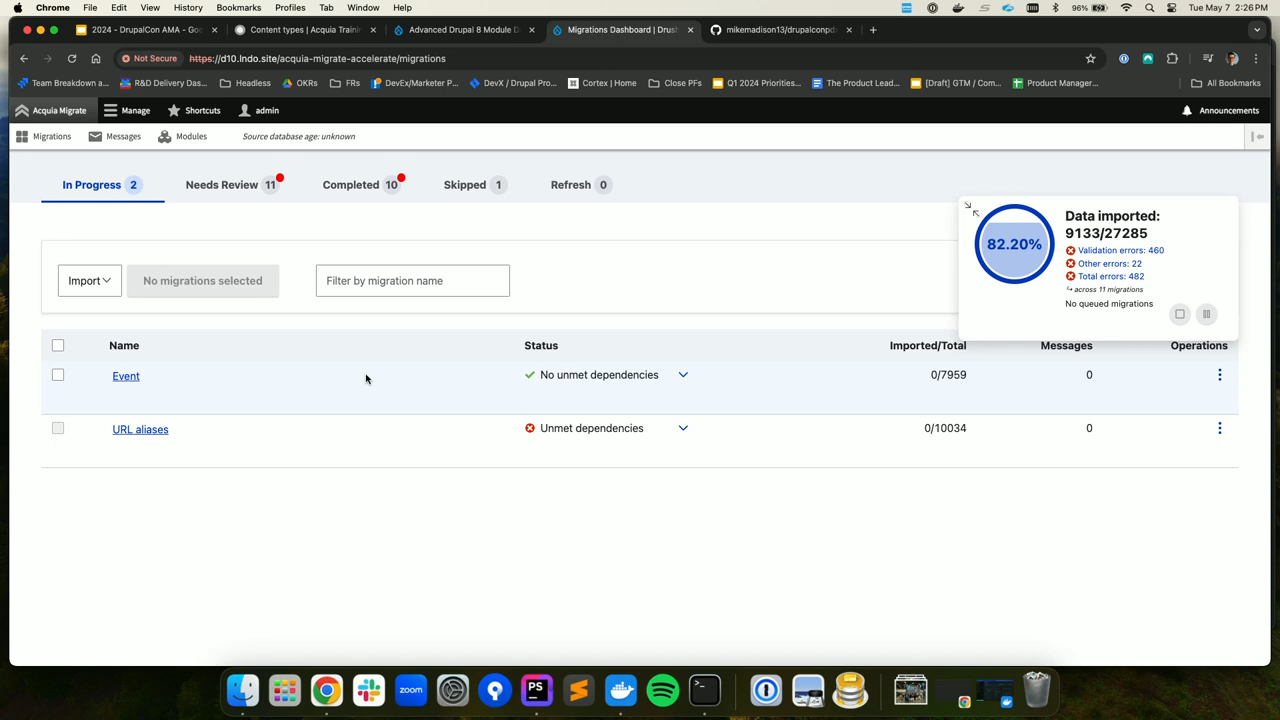 Chrome File Edit View History Bookmarks Profiles Tab Window Help 96% Tue May 7 2:26 PM
2024 - DrupalCon AMA - Goo Content types | Acquia Trainin Advanced Drupal 8 Module D Migrations Dashboard | Drush mikemadison13/drupalconpd
Not Secure https://d10.lndo.site/acquia-migrate-accelerate/migrations
Team Breakdown a... R&D Delivery Das... Headless OKRs FRs DevEx/Marketer P... DevX / Drupal Pro... Cortex | Home Close PFs Q1 2024 Priorities... The Product Lead... [Draft] GTM / Com... Product Manager... All Bookmarks
Acquia Migrate Manage Shortcuts admin Announcements
Migrations Messages Modules Source database age: unknown
In Progress 2 Needs Review 11 Completed 10 Skipped 1 Refresh 0
Data imported:
9133/27285
82.20%
Validation errors: 460
Other errors: 22
Total errors: 482
across 11 migrations
No queued migrations
Import No migrations selected Filter by migration name
Name Status Imported/Total Messages Operations
Event No unmet dependencies 0/7959 0
URL aliases Unmet dependencies 0/10034 0
zoom PS